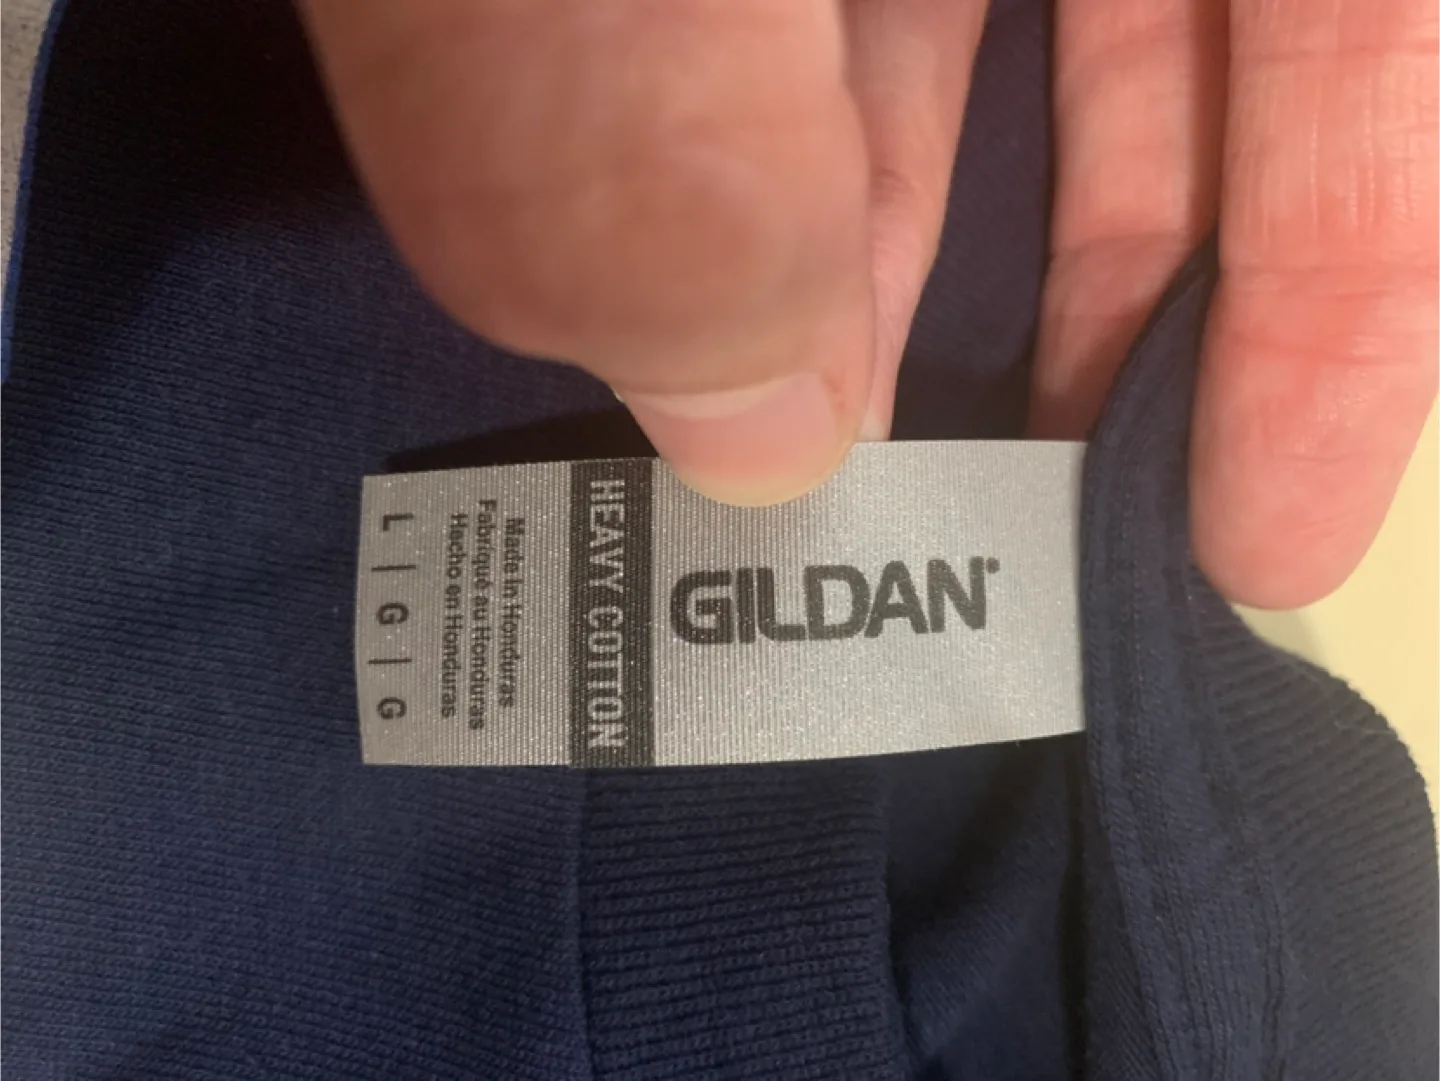 GILDAN
HEAVY COTTON
Made in Honduras
Fabriqué au Honduras
Hecho en Honduras
L | G | G